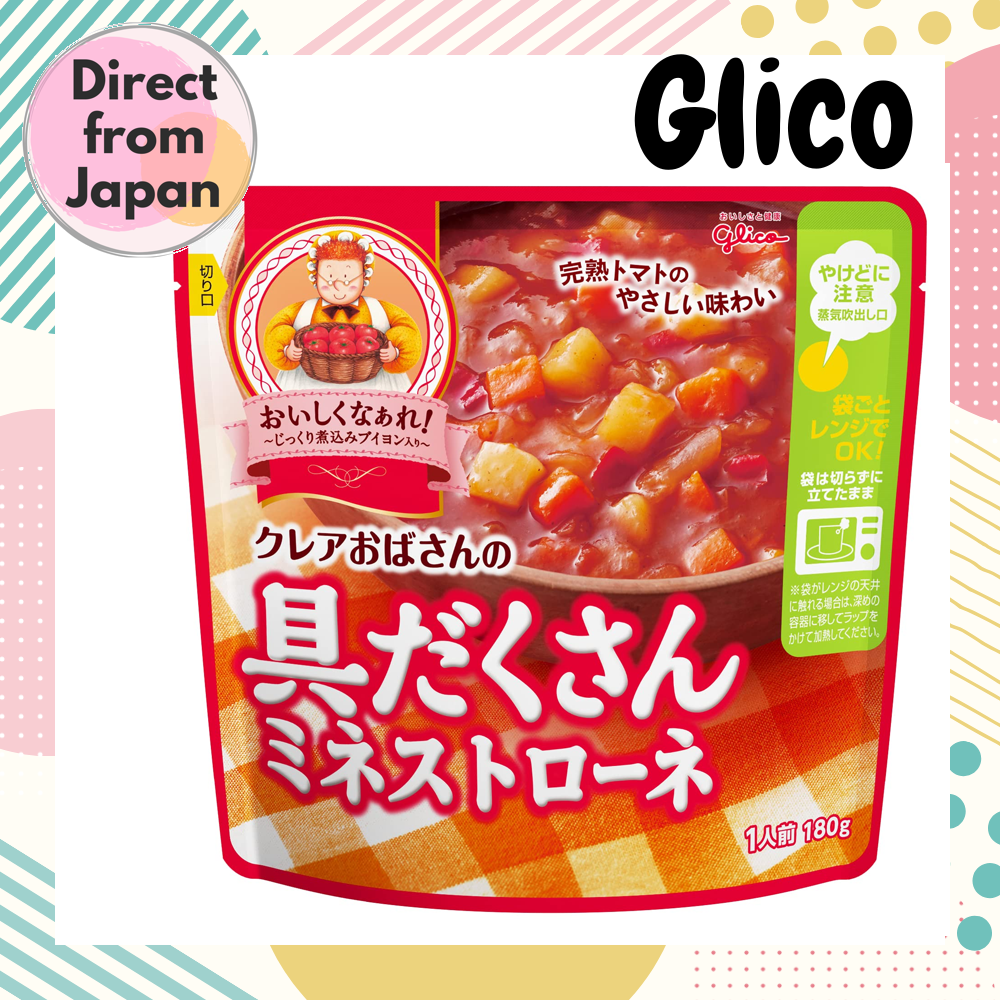 Direct
from
Japan
Glico
切り口
おいしさと健康
glico
完熟トマトの
やさしい味わい
やけどに
注意
蒸気吹出し口
袋ごと
レンジで
OK!
袋は切らずに
立てたまま
※袋がレンジの天井
に触れる場合は、深めの
容器に移してラップを
かけて加熱してください。
おいしくなぁれ!
～じっくり煮込みブイヨン入り～
クレアおばさんの
具だくさん
ミネストローネ
1人前 180g